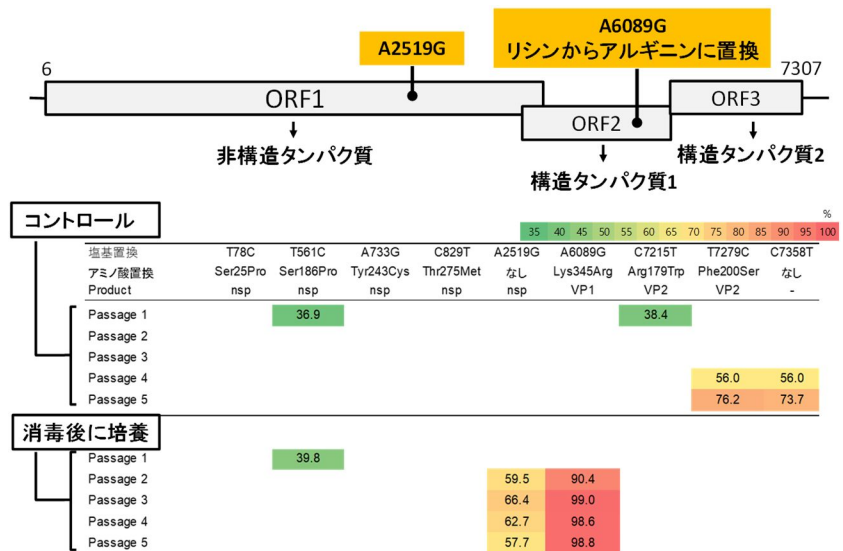 A2519G
A6089G
リシンからアルギニンに置換
6
7307
ORF1
ORF2
ORF3
非構造タンパク質
構造タンパク質1
構造タンパク質2
コントロール
%
35 40 45 50 55 60 65 70 75 80 85 90 95 100
塩基置換 T78C T561C A733G C829T A2519G A6089G C7215T T7279C C7358T
アミノ酸置換 Ser25Pro Ser186Pro Tyr243Cys Thr275Met なし Lys345Arg Arg179Trp Phe200Ser なし
Product nsp nsp nsp nsp nsp VP1 VP2 VP2 -
Passage 1 36.9 38.4
Passage 2
Passage 3
Passage 4 56.0 56.0
Passage 5 76.2 73.7
消毒後に培養
Passage 1 39.8
Passage 2 59.5 90.4
Passage 3 66.4 99.0
Passage 4 62.7 98.6
Passage 5 57.7 98.8